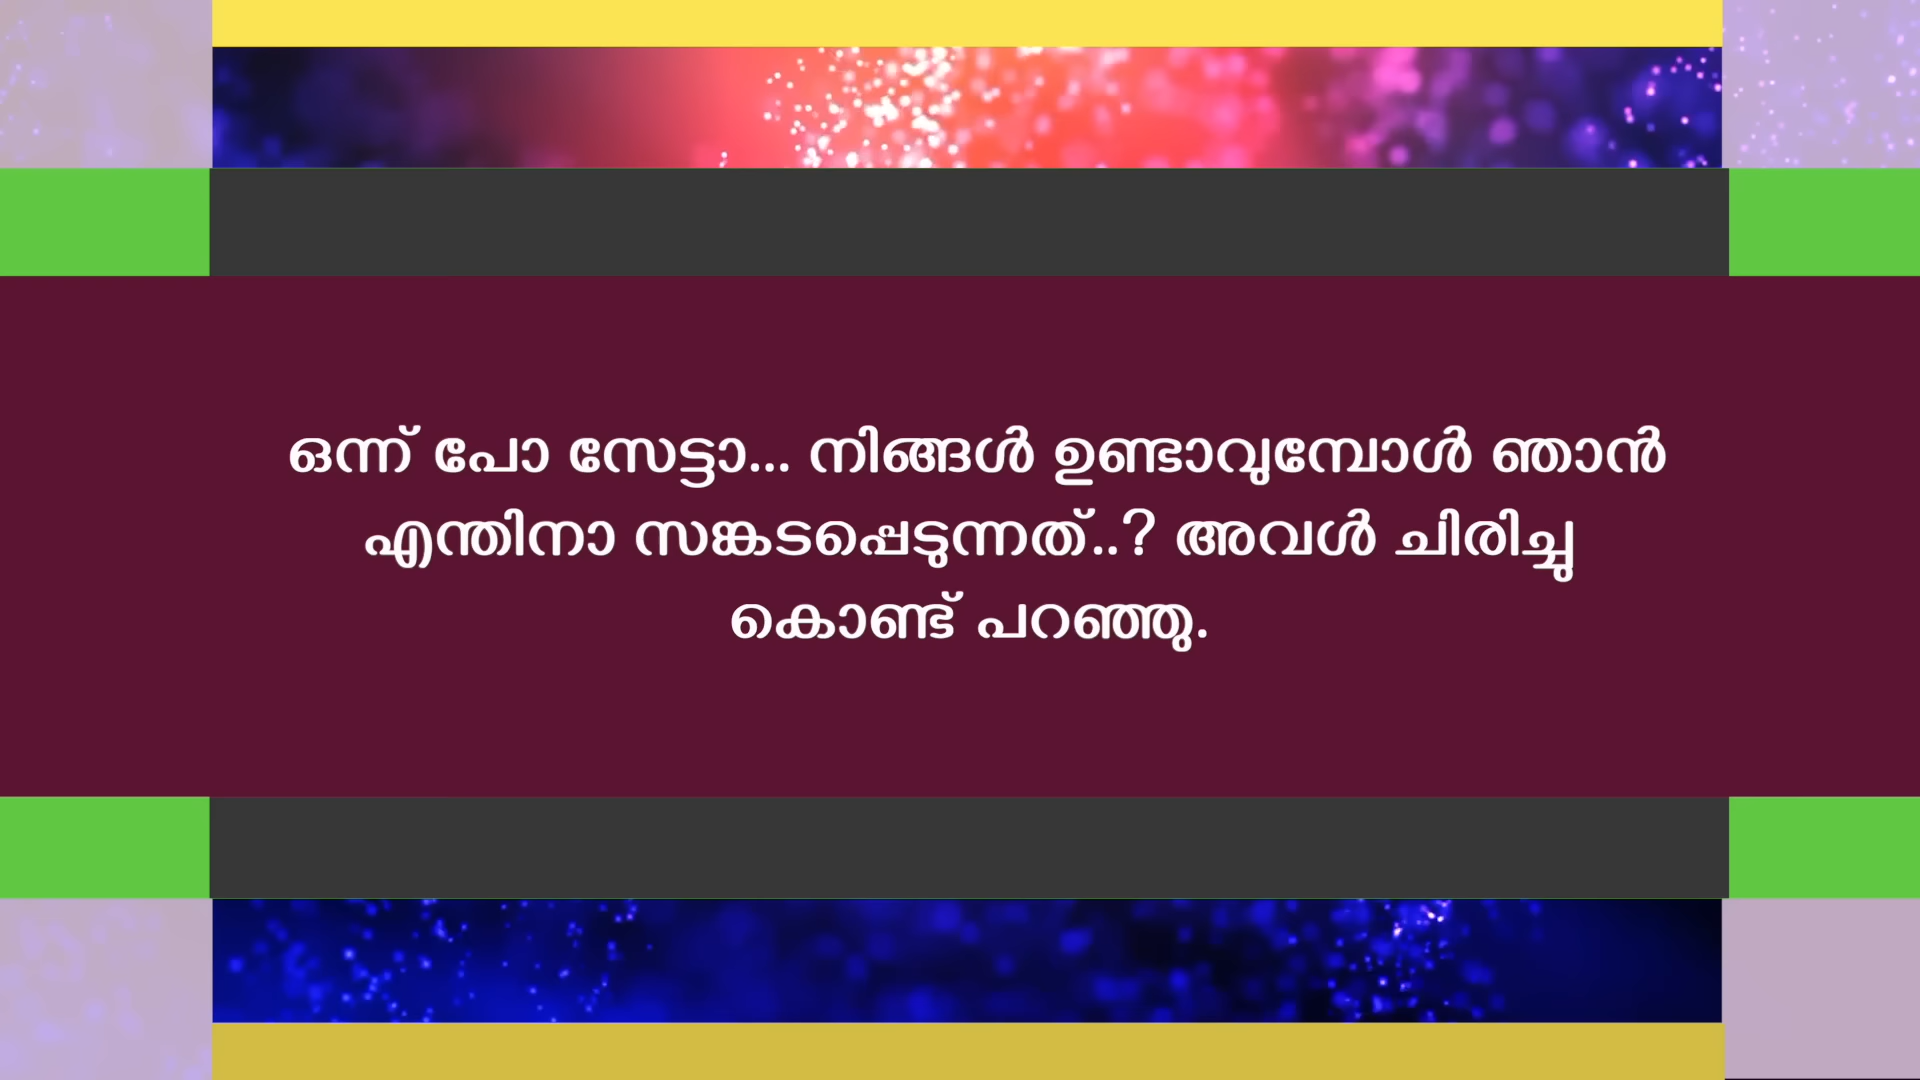 ഒന്ന് പോ സേട്ടാ... നിങ്ങൾ ഉണ്ടാവുമ്പോൾ ഞാൻ
എന്തിനാ സങ്കടപ്പെടുന്നത്..? അവൾ ചിരിച്ചു
കൊണ്ട് പറഞ്ഞു.